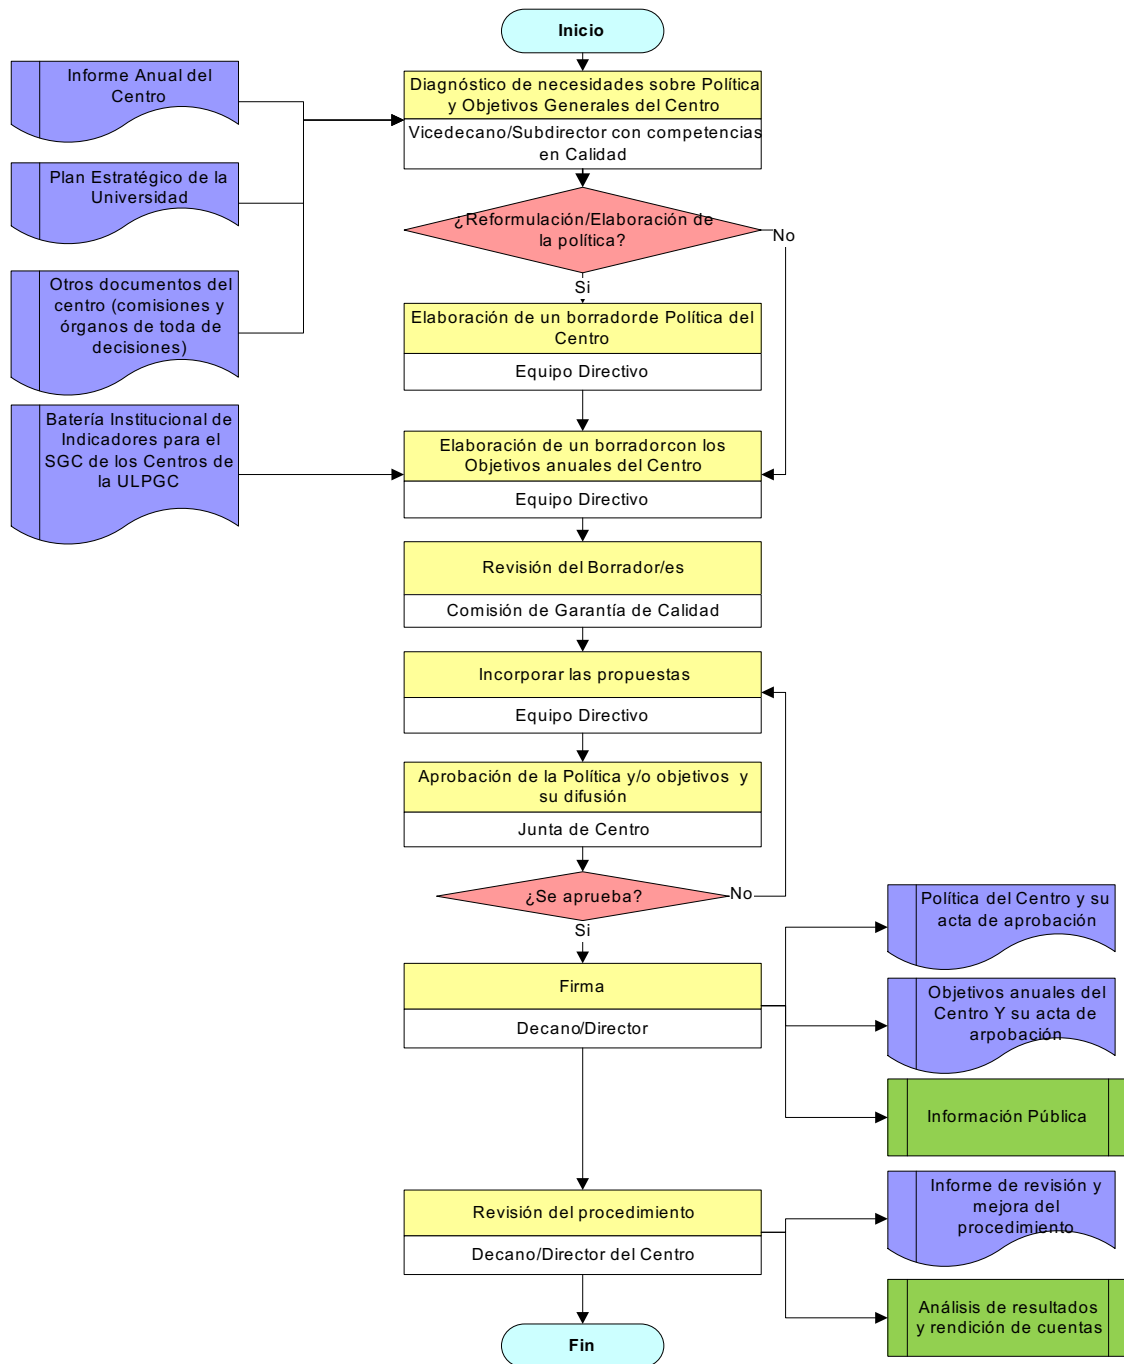 Inicio
Informe Anual del
Centro
Diagnóstico de necesidades sobre Política
y Objetivos Generales del Centro
Vicedecano/Subdirector con competencias
en Calidad
Plan Estratégico de la
Universidad
¿Reformulación/Elaboración de
la política?
No
Si
Otros documentos del
centro (comisiones y
órganos de toda de
decisiones)
Elaboración de un borradorde Política del
Centro
Equipo Directivo
Batería Institucional de
Indicadores para el
SGC de los Centros de
la ULPGC
Elaboración de un borradorcon los
Objetivos anuales del Centro
Equipo Directivo
Revisión del Borrador/es
Comisión de Garantía de Calidad
Incorporar las propuestas
Equipo Directivo
Aprobación de la Política y/o objetivos y
su difusión
Junta de Centro
¿Se aprueba?
No
Si
Política del Centro y su
acta de aprobación
Firma
Decano/Director
Objetivos anuales del
Centro Y su acta de
arpobación
Información Pública
Revisión del procedimiento
Decano/Director del Centro
Informe de revisión y
mejora del
procedimiento
Análisis de resultados
y rendición de cuentas
Fin